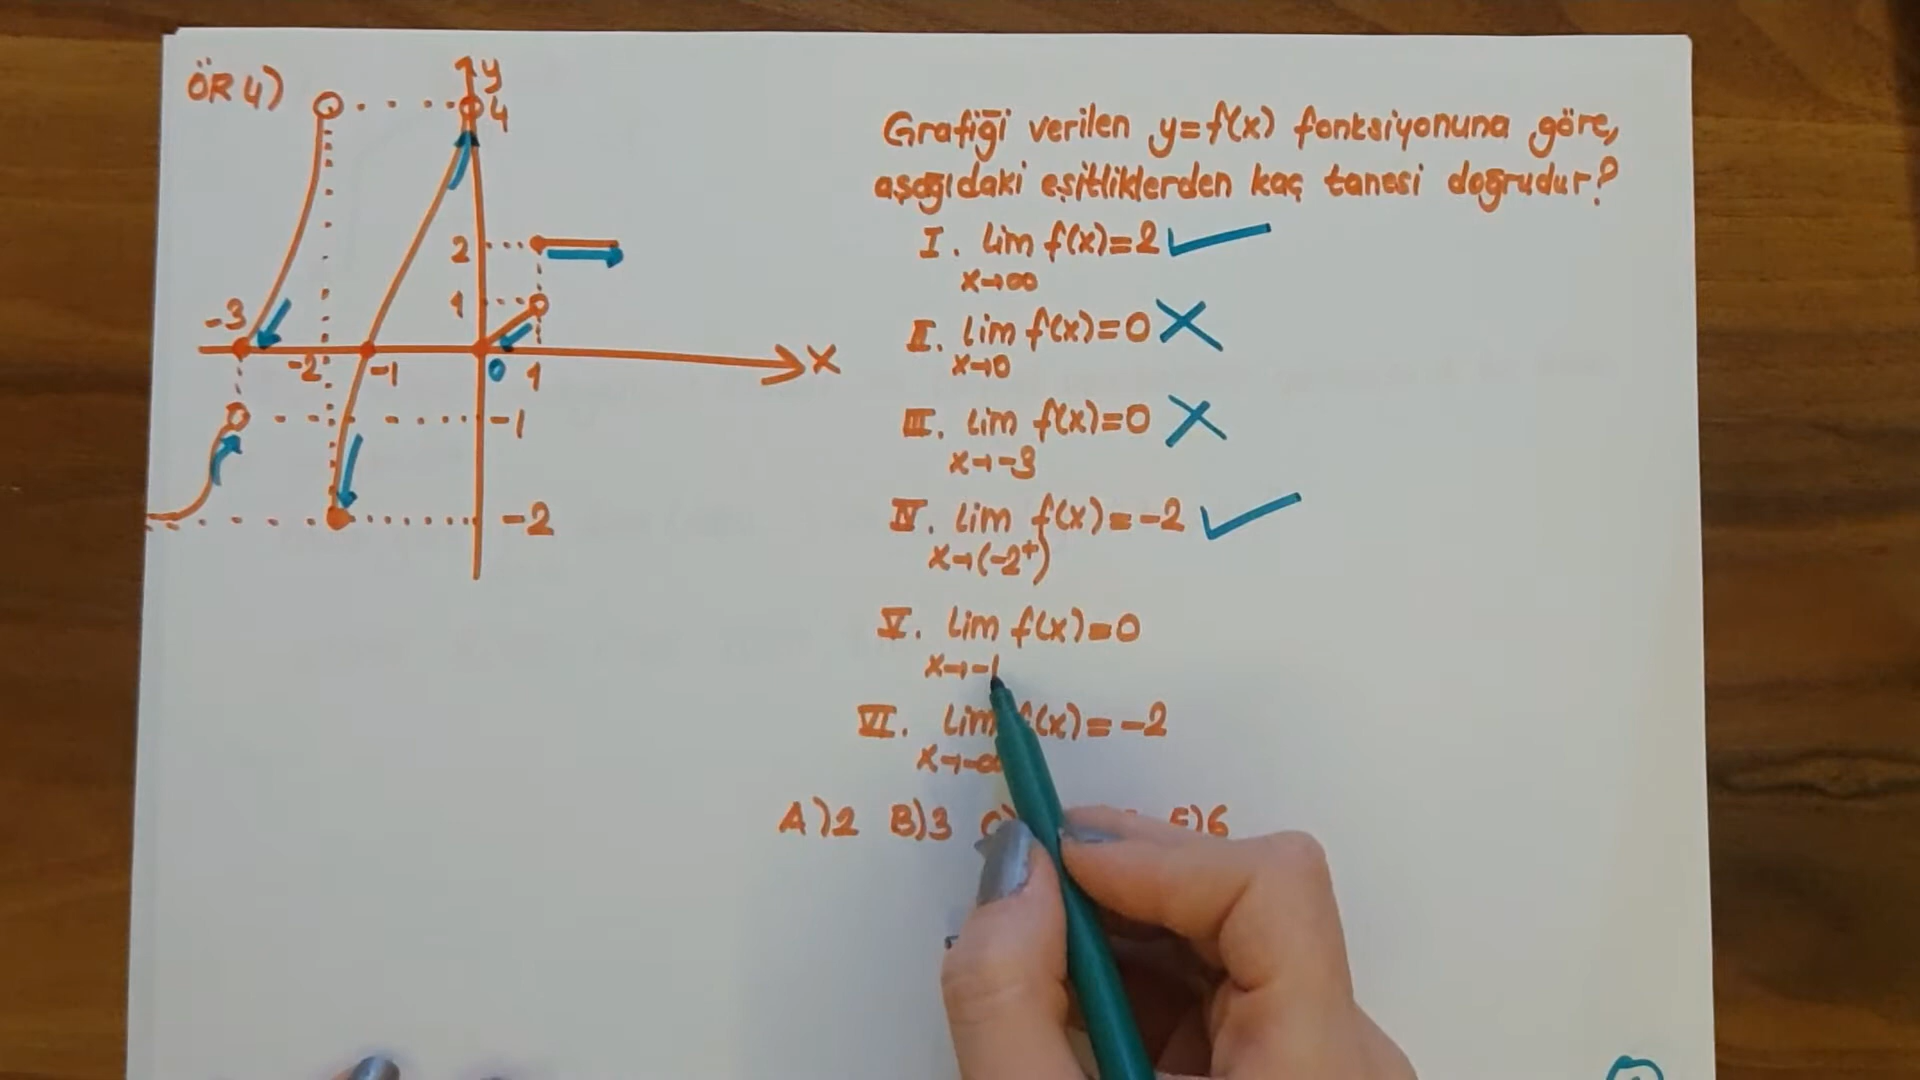 ÖR 4)
y
4
2
1
-3
-2
-1
0
1
x
-1
-2
Grafiği verilen y=f(x) fonksiyonuna göre,
aşağıdaki eşitliklerden kaç tanesi doğrudur?
I. lim f(x)=2
x→∞
II. lim f(x)=0
x→0
III. lim f(x)=0
x→-3
IV. lim f(x)=-2
x→(-2⁺)
V. lim f(x)=0
x→-1
VI. lim f(x)=-2
x→-∞
A)2 B)3 C) E)6